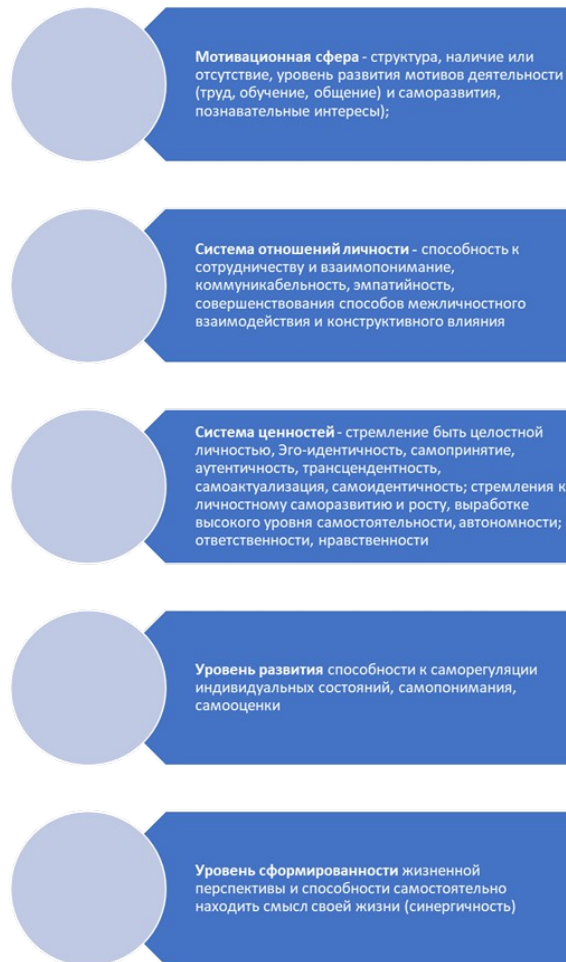 Мотивационная сфера - структура, наличие или
отсутствие, уровень развития мотивов деятельности
(труд, обучение, общение) и саморазвития,
познавательные интересы);
Система отношений личности - способность к
сотрудничеству и взаимопонимание,
коммуникабельность, эмпатийность,
совершенствования способов межличностного
взаимодействия и конструктивного влияния
Система ценностей - стремление быть целостной
личностью, Эго-идентичность, самопринятие,
аутентичность, трансцендентность,
самоактуализация, самоидентичность; стремления к
личностному саморазвитию и росту, выработке
высокого уровня самостоятельности, автономности;
ответственности, нравственности
Уровень развития способности к саморегуляции
индивидуальных состояний, самопонимания,
самооценки
Уровень сформированности жизненной
перспективы и способности самостоятельно
находить смысл своей жизни (синергичность)